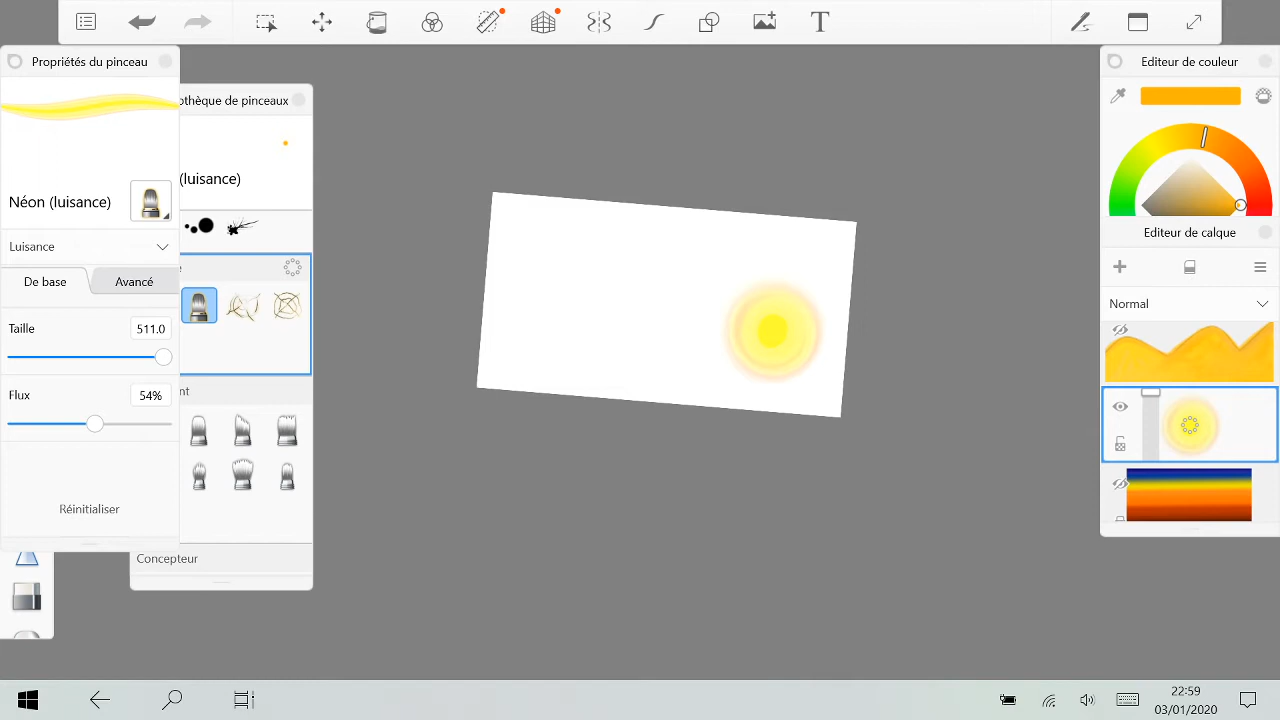 T
Propriétés du pinceau
othèque de pinceaux
Néon (luisance)
(luisance)
Luisance
De base
Avancé
Taille
511.0
Flux
54%
Réinitialiser
Concepteur
Editeur de couleur
Editeur de calque
Normal
22:59
03/01/2020